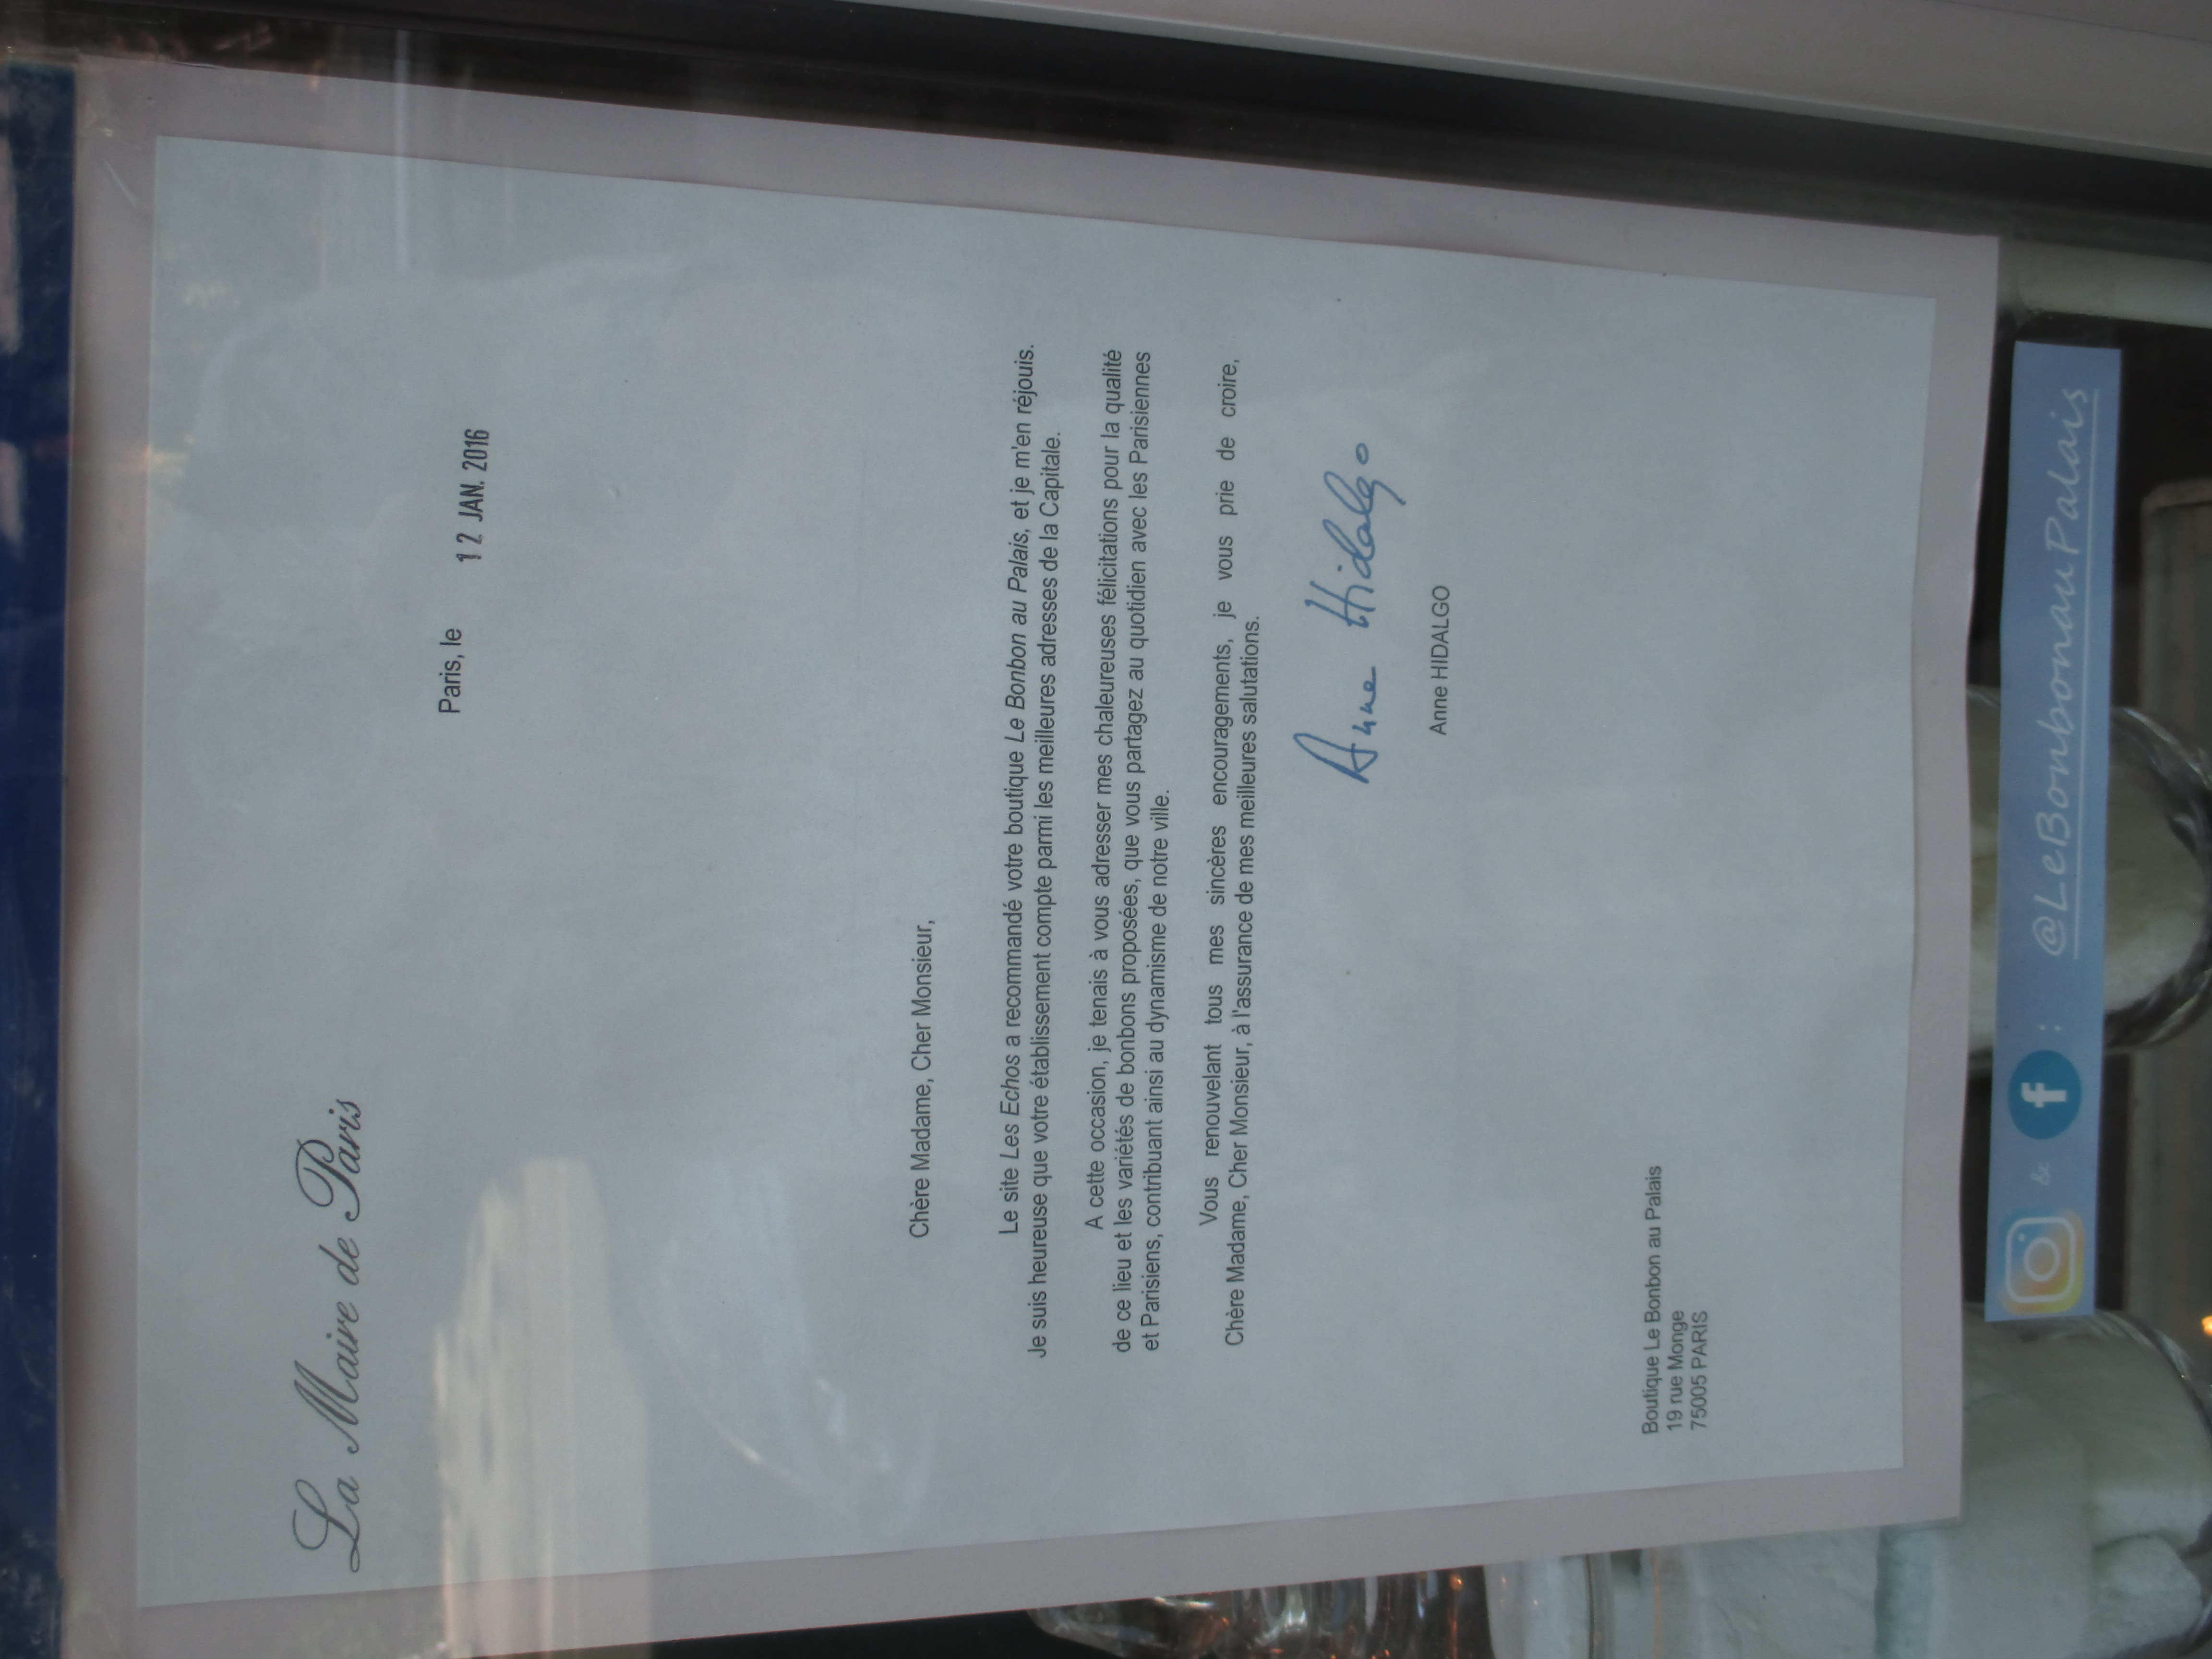 La Maire de Paris
Paris, le 12 JAN. 2016
Chère Madame, Cher Monsieur,
Le site Les Echos a recommandé votre boutique Le Bonbon au Palais, et je m'en réjouis.
Je suis heureuse que votre établissement compte parmi les meilleures adresses de la Capitale.
A cette occasion, je tenais à vous adresser mes chaleureuses félicitations pour la qualité
de ce lieu et les variétés de bonbons proposées, que vous partagez au quotidien avec les Parisiennes
et Parisiens, contribuant ainsi au dynamisme de notre ville.
Vous renouvelant tous mes sincères encouragements, je vous prie de croire,
Chère Madame, Cher Monsieur, à l'assurance de mes meilleures salutations.
Anne Hidalgo
Anne HIDALGO
Boutique Le Bonbon au Palais
19 rue Monge
75005 PARIS
& f : @LeBonbonauPalais